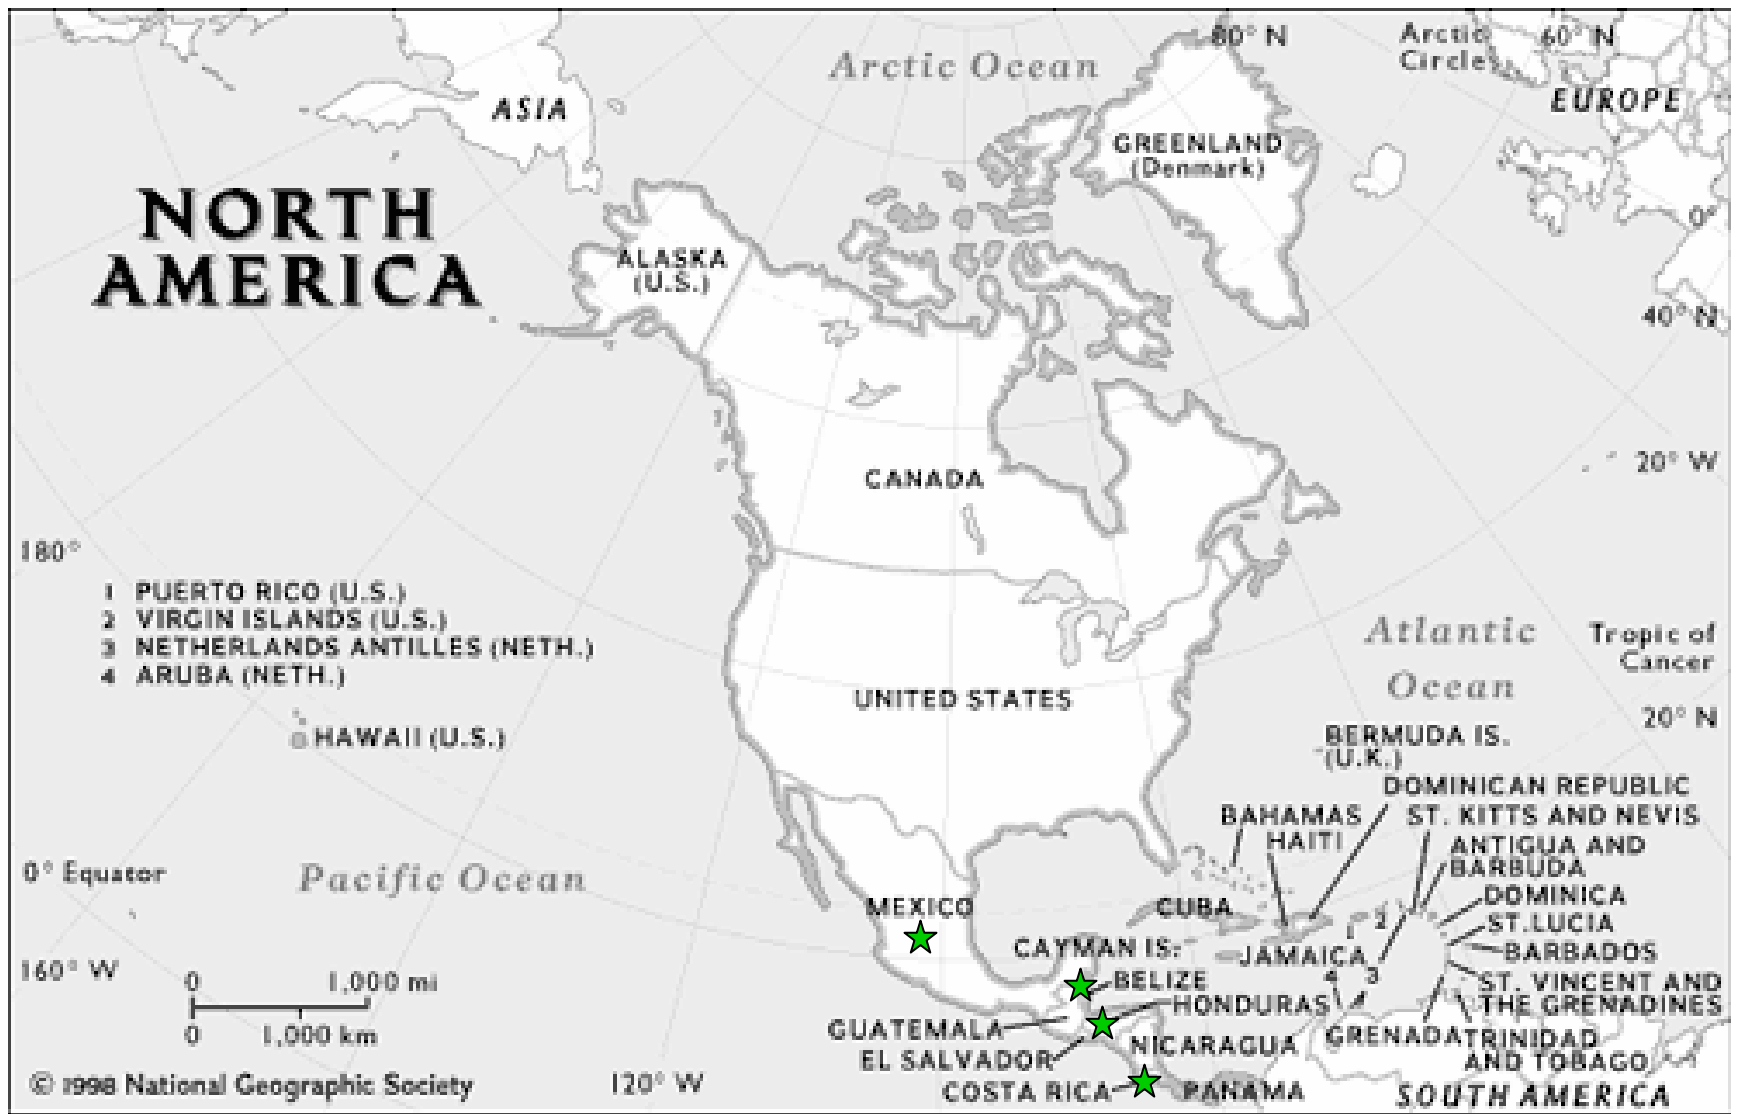 Arctic Ocean
80° N
Arctic
Circle
60° N
ASIA
EUROPE
GREENLAND
(Denmark)
NORTH
AMERICA
0°
ALASKA
(U.S.)
40° N
CANADA
20° W
180°
1 PUERTO RICO (U.S.)
2 VIRGIN ISLANDS (U.S.)
3 NETHERLANDS ANTILLES (NETH.)
4 ARUBA (NETH.)
Atlantic
Ocean
Tropic of
Cancer
UNITED STATES
20° N
HAWAII (U.S.)
BERMUDA IS.
(U.K.)
DOMINICAN REPUBLIC
BAHAMAS
ST. KITTS AND NEVIS
HAITI
ANTIGUA AND
BARBUDA
0° Equator
Pacific Ocean
DOMINICA
MEXICO
CUBA
1
2
ST.LUCIA
CAYMAN IS.
JAMAICA
BARBADOS
160° W
4
3
0 1,000 mi
BELIZE
ST. VINCENT AND
THE GRENADINES
HONDURAS
0 1,000 km
GUATEMALA
NICARAGUA
GRENADA
TRINIDAD
AND TOBAGO
EL SALVADOR
© 1998 National Geographic Society
120° W
COSTA RICA
PANAMA
SOUTH AMERICA